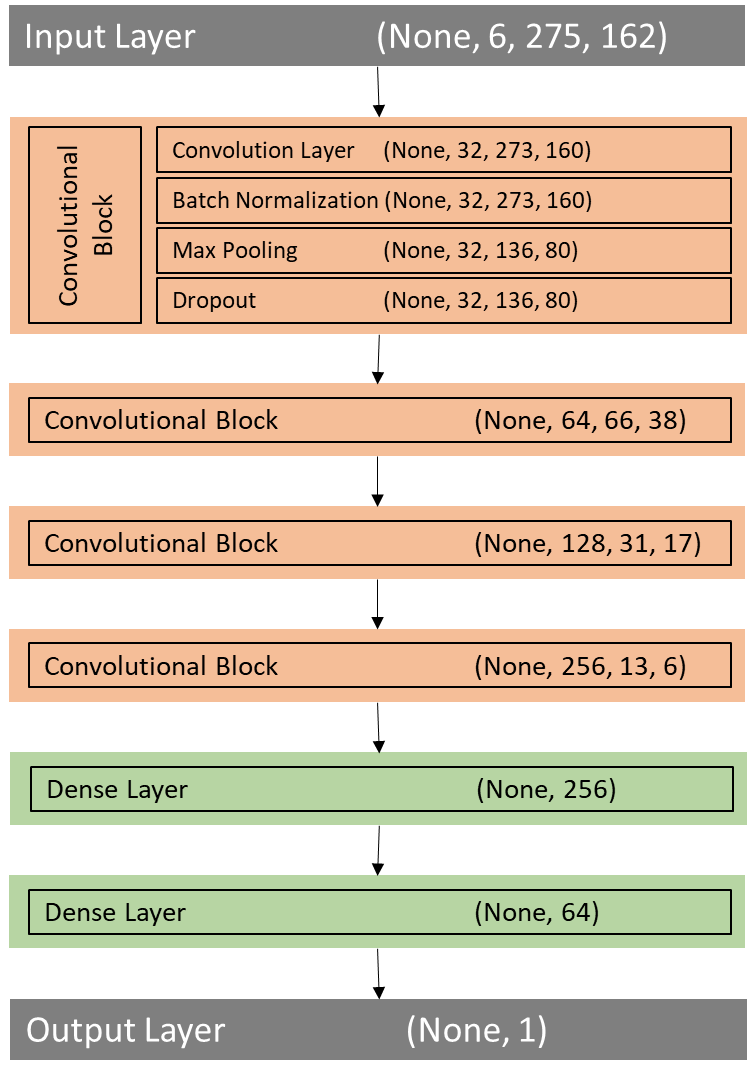 Input Layer (None, 6, 275, 162)
Convolutional
Block
Convolution Layer (None, 32, 273, 160)
Batch Normalization (None, 32, 273, 160)
Max Pooling (None, 32, 136, 80)
Dropout (None, 32, 136, 80)
Convolutional Block (None, 64, 66, 38)
Convolutional Block (None, 128, 31, 17)
Convolutional Block (None, 256, 13, 6)
Dense Layer (None, 256)
Dense Layer (None, 64)
Output Layer (None, 1)